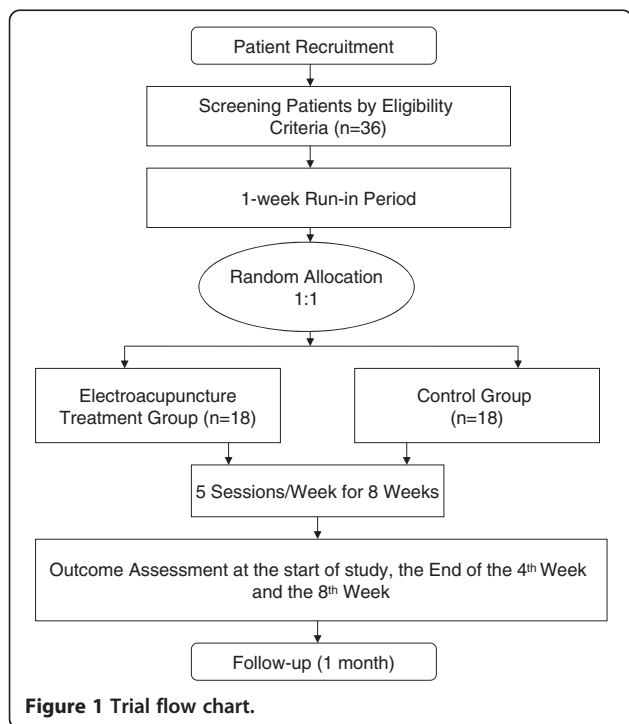 Patient Recruitment
Screening Patients by Eligibility
Criteria (n=36)
1-week Run-in Period
Random Allocation
1:1
Electroacupuncture
Treatment Group (n=18)
Control Group
(n=18)
5 Sessions/Week for 8 Weeks
Outcome Assessment at the start of study, the End of the 4th Week
and the 8th Week
Follow-up (1 month)
Figure 1 Trial flow chart.